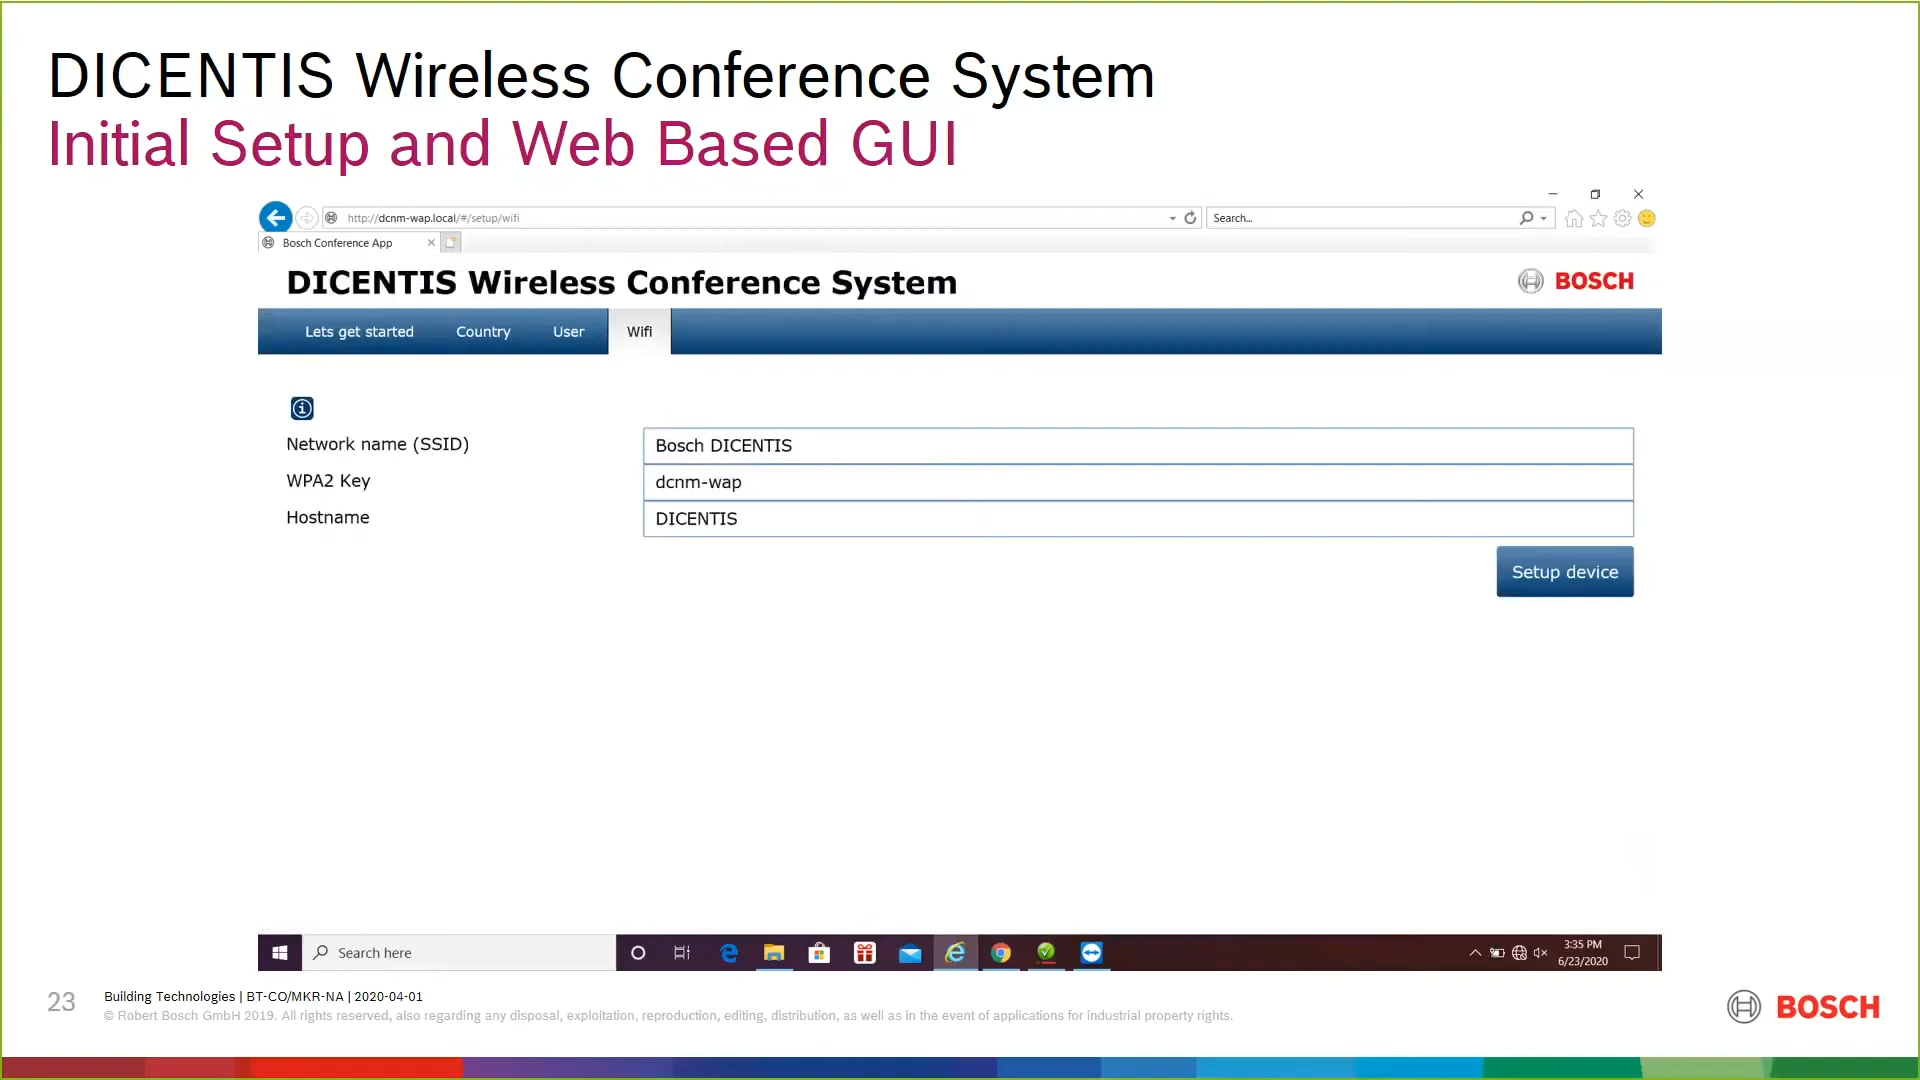 DICENTIS Wireless Conference System
Initial Setup and Web Based GUI
http://dcnm-wap.local/#/setup/wifi
Search...
Bosch Conference App
DICENTIS Wireless Conference System
BOSCH
Lets get started Country User Wifi
Network name (SSID) Bosch DICENTIS
WPA2 Key dcnm-wap
Hostname DICENTIS
Setup device
Search here
3:35 PM
6/23/2020
23
Building Technologies | BT-CO/MKR-NA | 2020-04-01
© Robert Bosch GmbH 2019. All rights reserved, also regarding any disposal, exploitation, reproduction, editing, distribution, as well as in the event of applications for industrial property rights.
BOSCH